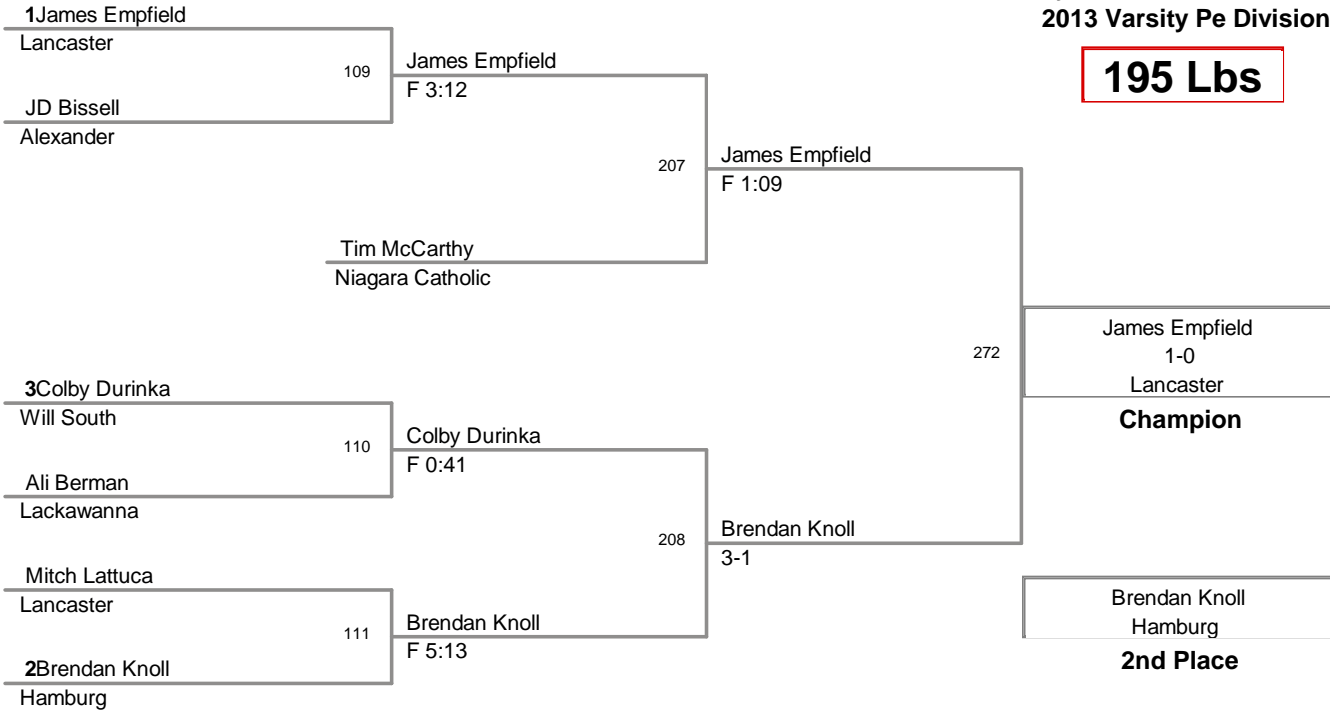 2013 Varsity Pe Division
195 Lbs
1James Empfield
Lancaster
109
JD Bissell
Alexander
James Empfield
F 3:12
207
Tim McCarthy
Niagara Catholic
James Empfield
F 1:09
3Colby Durinka
Will South
110
Ali Berman
Lackawanna
Colby Durinka
F 0:41
208
Mitch Lattuca
Lancaster
111
2Brendan Knoll
Hamburg
Brendan Knoll
F 5:13
Brendan Knoll
3-1
272
James Empfield
1-0
Lancaster
Champion
Brendan Knoll
Hamburg
2nd Place